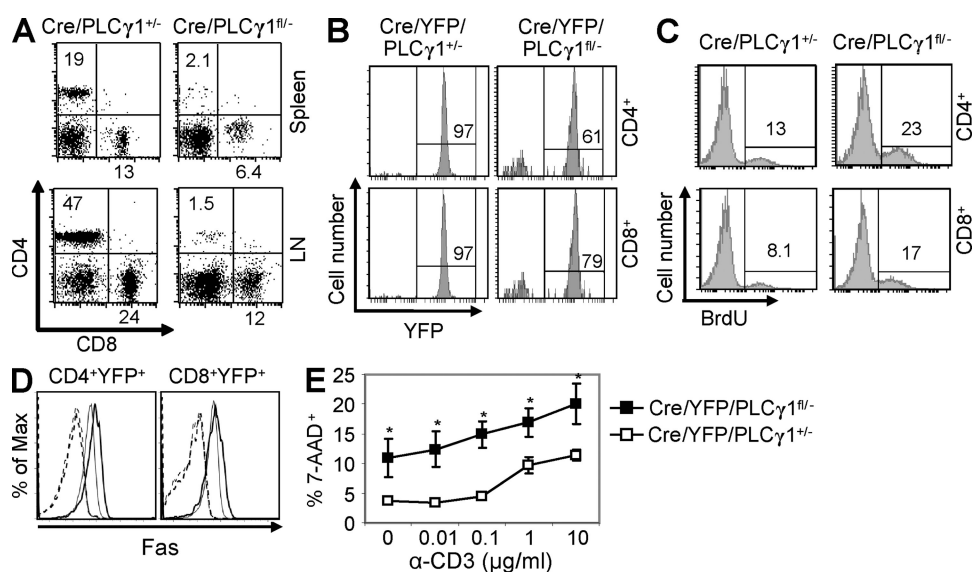 A
Cre/PLCγ1+/- Cre/PLCγ1fl/-
19
2.1
Spleen
13
6.4
47
1.5
LN
24
12
CD4
CD8
B
Cre/YFP/
PLCγ1+/-
Cre/YFP/
PLCγ1fl/-
97
61
CD4+
97
79
CD8+
Cell number
YFP
C
Cre/PLCγ1+/- Cre/PLCγ1fl/-
13
23
CD4+
8.1
17
CD8+
Cell number
BrdU
D
CD4+YFP+ CD8+YFP+
% of Max
Fas
E
% 7-AAD+
25
20
15
10
5
0
* * * * *
0 0.01 0.1 1 10
α-CD3 (µg/ml)
Cre/YFP/PLCγ1fl/-
Cre/YFP/PLCγ1+/-